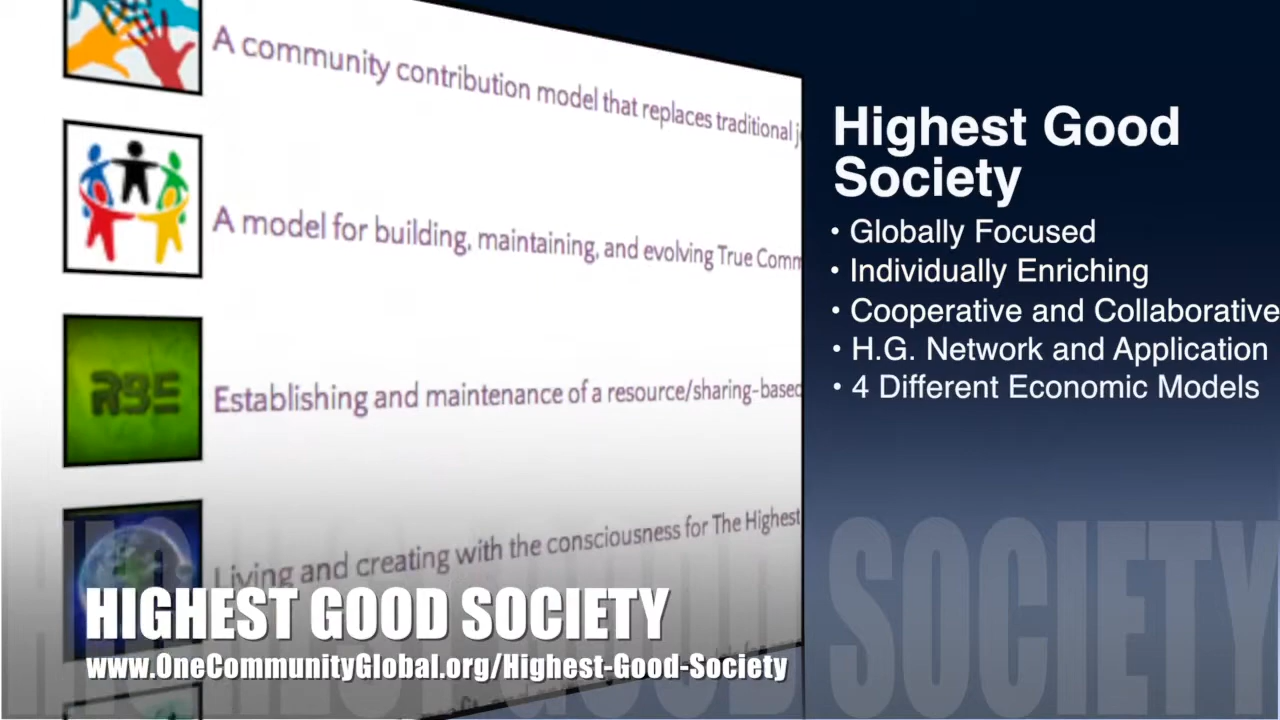 A community contribution model that replaces traditional j
A model for building, maintaining, and evolving True Comm
RBE
Establishing and maintenance of a resource/sharing-based
Living and creating with the consciousness for The Highest
Highest Good
Society
• Globally Focused
• Individually Enriching
• Cooperative and Collaborative
• H.G. Network and Application
• 4 Different Economic Models
HIGHEST GOOD SOCIETY
HIGHEST GOOD SOCIETY
www.OneCommunityGlobal.org/Highest-Good-Society